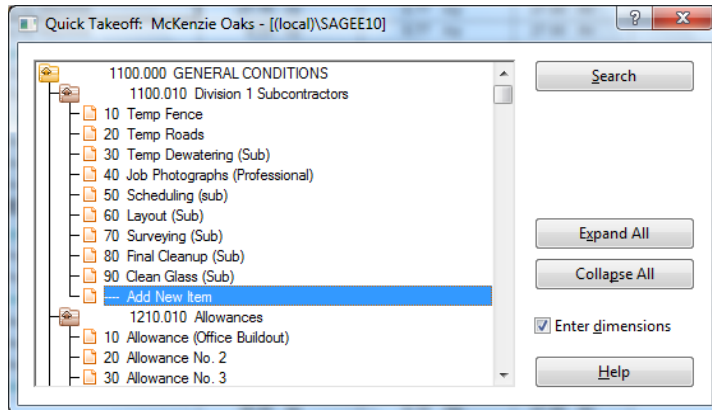 Quick Takeoff: McKenzie Oaks - [(local)\SAGEE10]
?
X
1100.000 GENERAL CONDITIONS
1100.010 Division 1 Subcontractors
10 Temp Fence
20 Temp Roads
30 Temp Dewatering (Sub)
40 Job Photographs (Professional)
50 Scheduling (sub)
60 Layout (Sub)
70 Surveying (Sub)
80 Final Cleanup (Sub)
90 Clean Glass (Sub)
---- Add New Item
1210.010 Allowances
10 Allowance (Office Buildout)
20 Allowance No. 2
30 Allowance No. 3
Search
Expand All
Collapse All
Enter dimensions
Help